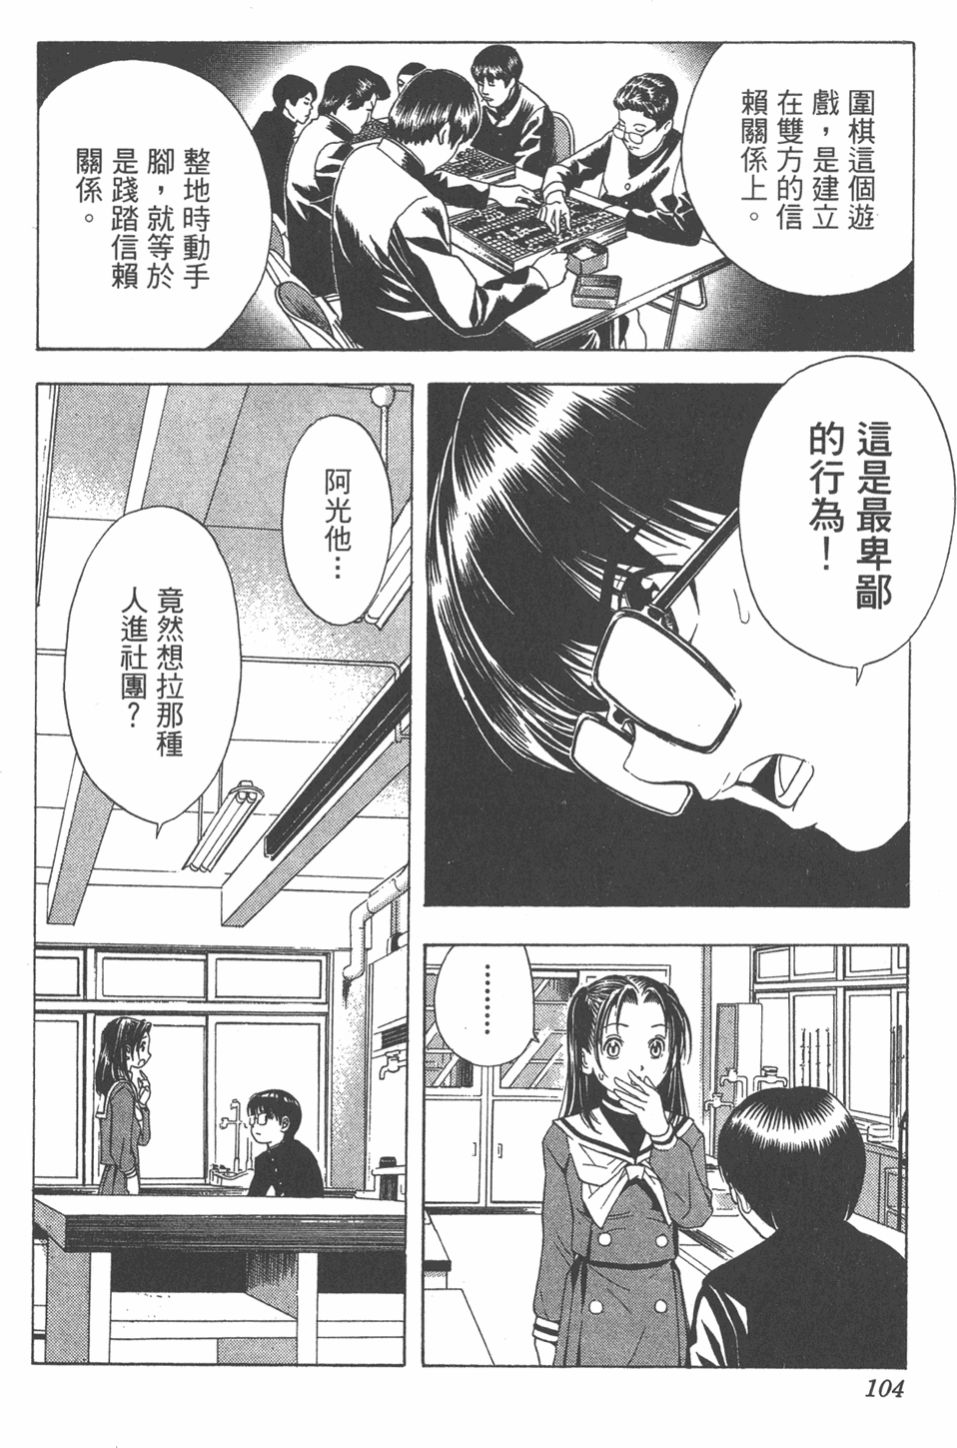 圍棋這個遊
戲，是建立
在雙方的信
賴關係上。
整地時動手
腳，就等於
是踐踏信賴
關係。
這是最卑鄙
的行為！
………
阿光他…
竟然想拉那種
人進社團？
104